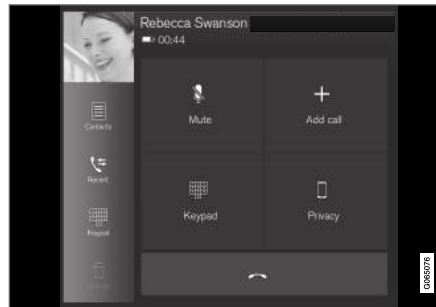 Rebecca Swanson
00:44
Contacts
Mute
Add call
Recent
Keypad
Keypad
Privacy
G065076